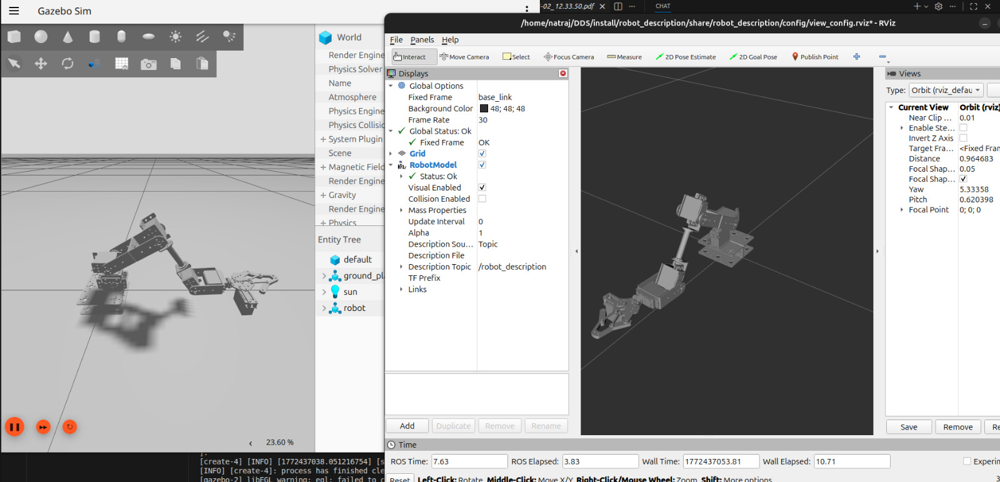 Gazebo Sim
-02_12.33.50.pdf
CHAT
/home/natraj/DDS/install/robot_description/share/robot_description/config/view_config.rviz* - RViz
File Panels Help
Interact Move Camera Select Focus Camera Measure 2D Pose Estimate 2D Goal Pose Publish Point
World
Render Engine
Physics Solver
Name
Atmosphere
Physics Engine
Physics Collisio
System Plugin
Scene
Magnetic Field
Render Engine
Gravity
Render Engine
Physics
Entity Tree
default
ground_pl
sun
robot
23.60 %
Displays
Global Options
Fixed Frame base_link
Background Color 48; 48; 48
Frame Rate 30
Global Status: Ok
Fixed Frame OK
Grid
RobotModel
Status: Ok
Visual Enabled
Collision Enabled
Mass Properties
Update Interval 0
Alpha 1
Description Sou... Topic
Description File
Description Topic /robot_description
TF Prefix
Links
Add Duplicate Remove Rename
Views
Type: Orbit (rviz_defau
Current View Orbit (rviz)
Near Clip ... 0.01
Enable Ste...
Invert Z Axis
Target Fra... <Fixed Fram
Distance 0.964683
Focal Shap... 0.05
Focal Shap...
Yaw 5.33358
Pitch 0.620398
Focal Point 0; 0; 0
Save Remove Re
Time
ROS Time: 7.63 ROS Elapsed: 3.83 Wall Time: 1772437053.81 Wall Elapsed: 10.71 Experim
Reset Left-Click: Rotate. Middle-Click: Move X/Y. Right-Click/Mouse Wheel: Zoom. Shift: More options.
[create-4] [INFO] [1772437038.051216754] [s
[INFO] [create-4]: process has finished cle
[gazebo-2] libEGL warning: egl: failed to c